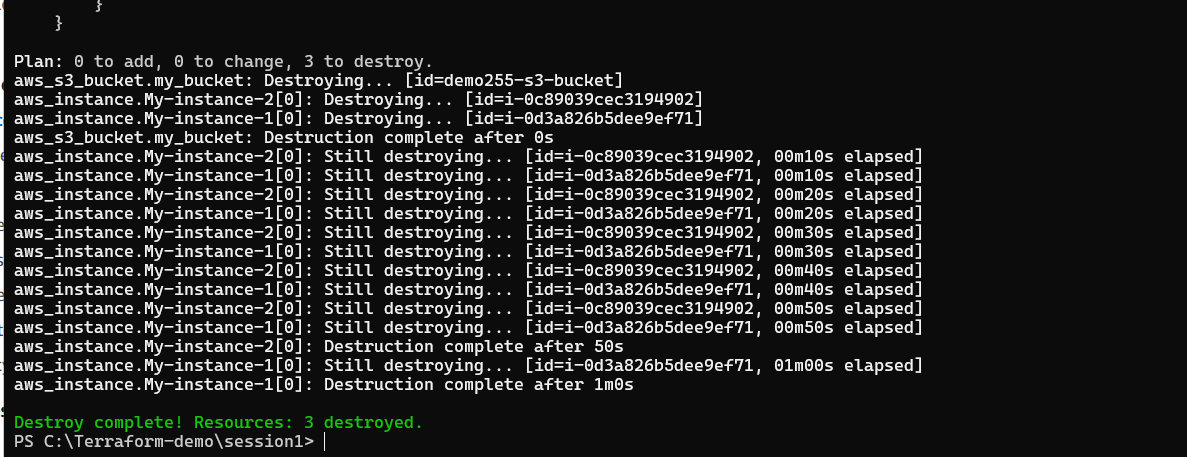 }
}
Plan: 0 to add, 0 to change, 3 to destroy.
aws_s3_bucket.my_bucket: Destroying... [id=demo255-s3-bucket]
aws_instance.My-instance-2[0]: Destroying... [id=i-0c89039cec3194902]
aws_instance.My-instance-1[0]: Destroying... [id=i-0d3a826b5dee9ef71]
aws_s3_bucket.my_bucket: Destruction complete after 0s
aws_instance.My-instance-2[0]: Still destroying... [id=i-0c89039cec3194902, 00m10s elapsed]
aws_instance.My-instance-1[0]: Still destroying... [id=i-0d3a826b5dee9ef71, 00m10s elapsed]
aws_instance.My-instance-2[0]: Still destroying... [id=i-0c89039cec3194902, 00m20s elapsed]
aws_instance.My-instance-1[0]: Still destroying... [id=i-0d3a826b5dee9ef71, 00m20s elapsed]
aws_instance.My-instance-2[0]: Still destroying... [id=i-0c89039cec3194902, 00m30s elapsed]
aws_instance.My-instance-1[0]: Still destroying... [id=i-0d3a826b5dee9ef71, 00m30s elapsed]
aws_instance.My-instance-2[0]: Still destroying... [id=i-0c89039cec3194902, 00m40s elapsed]
aws_instance.My-instance-1[0]: Still destroying... [id=i-0d3a826b5dee9ef71, 00m40s elapsed]
aws_instance.My-instance-2[0]: Still destroying... [id=i-0c89039cec3194902, 00m50s elapsed]
aws_instance.My-instance-1[0]: Still destroying... [id=i-0d3a826b5dee9ef71, 00m50s elapsed]
aws_instance.My-instance-2[0]: Destruction complete after 50s
aws_instance.My-instance-1[0]: Still destroying... [id=i-0d3a826b5dee9ef71, 01m00s elapsed]
aws_instance.My-instance-1[0]: Destruction complete after 1m0s
Destroy complete! Resources: 3 destroyed.
PS C:\Terraform-demo\session1>